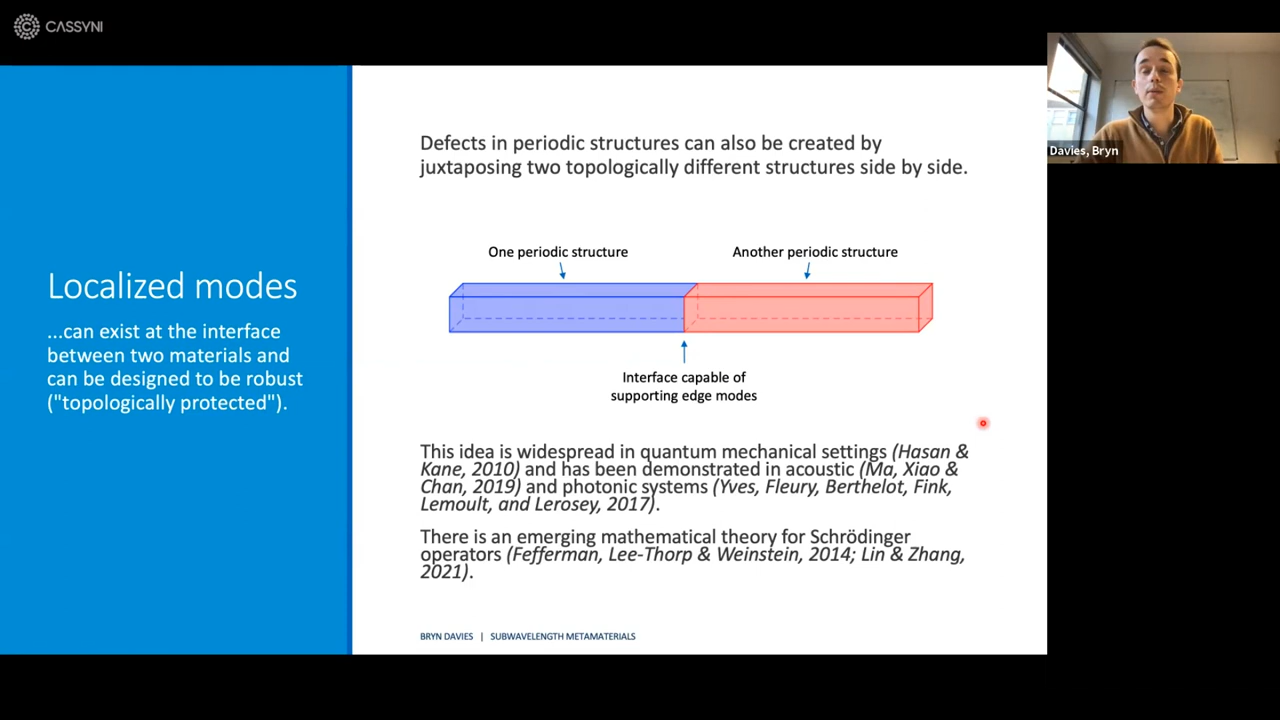 CASSYNI
Davies, Bryn
Localized modes
...can exist at the interface
between two materials and
can be designed to be robust
("topologically protected").
Defects in periodic structures can also be created by
juxtaposing two topologically different structures side by side.
One periodic structure
Another periodic structure
Interface capable of
supporting edge modes
This idea is widespread in quantum mechanical settings (Hasan &
Kane, 2010) and has been demonstrated in acoustic (Ma, Xiao &
Chan, 2019) and photonic systems (Yves, Fleury, Berthelot, Fink,
Lemoult, and Lerosey, 2017).
There is an emerging mathematical theory for Schrödinger
operators (Fefferman, Lee-Thorp & Weinstein, 2014; Lin & Zhang,
2021).
BRYN DAVIES | SUBWAVELENGTH METAMATERIALS